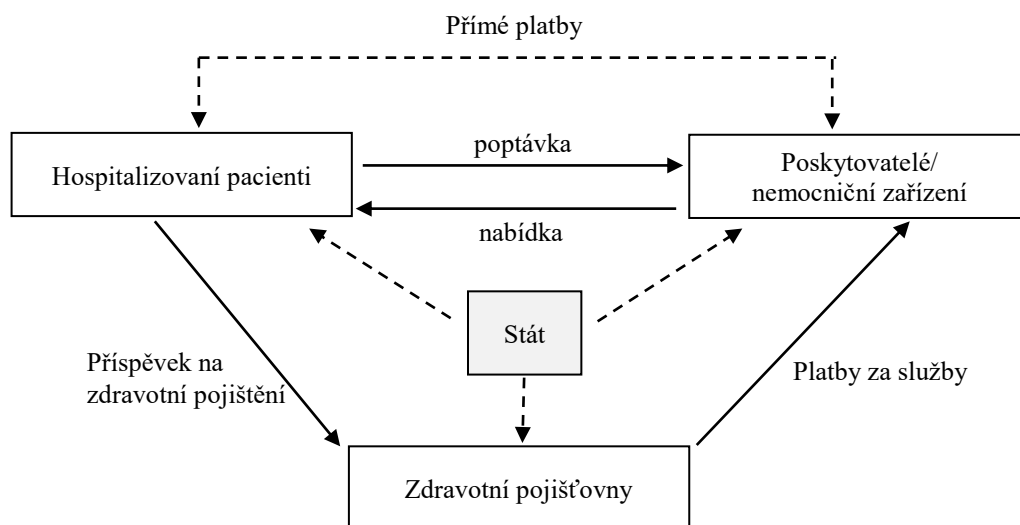 Přímé platby
poptávka
Hospitalizovaní pacienti
Poskytovatelé/
nemocniční zařízení
nabídka
Stát
Příspěvek na
zdravotní pojištění
Platby za služby
Zdravotní pojišťovny